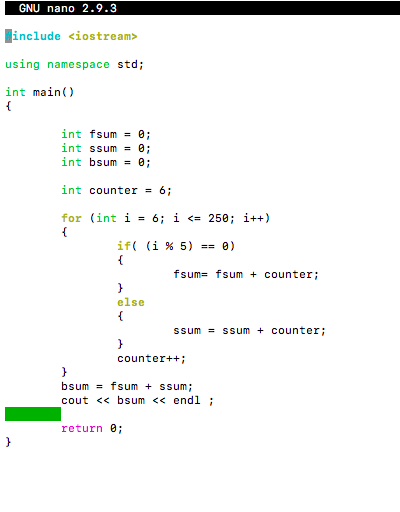 GNU nano 2.9.3
#include <iostream>
using namespace std;
int main()
{
int fsum = 0;
int ssum = 0;
int bsum = 0;
int counter = 6;
for (int i = 6; i <= 250; i++)
{
if( (i % 5) == 0)
{
fsum= fsum + counter;
}
else
{
ssum = ssum + counter;
}
counter++;
}
bsum = fsum + ssum;
cout << bsum << endl ;
return 0;
}